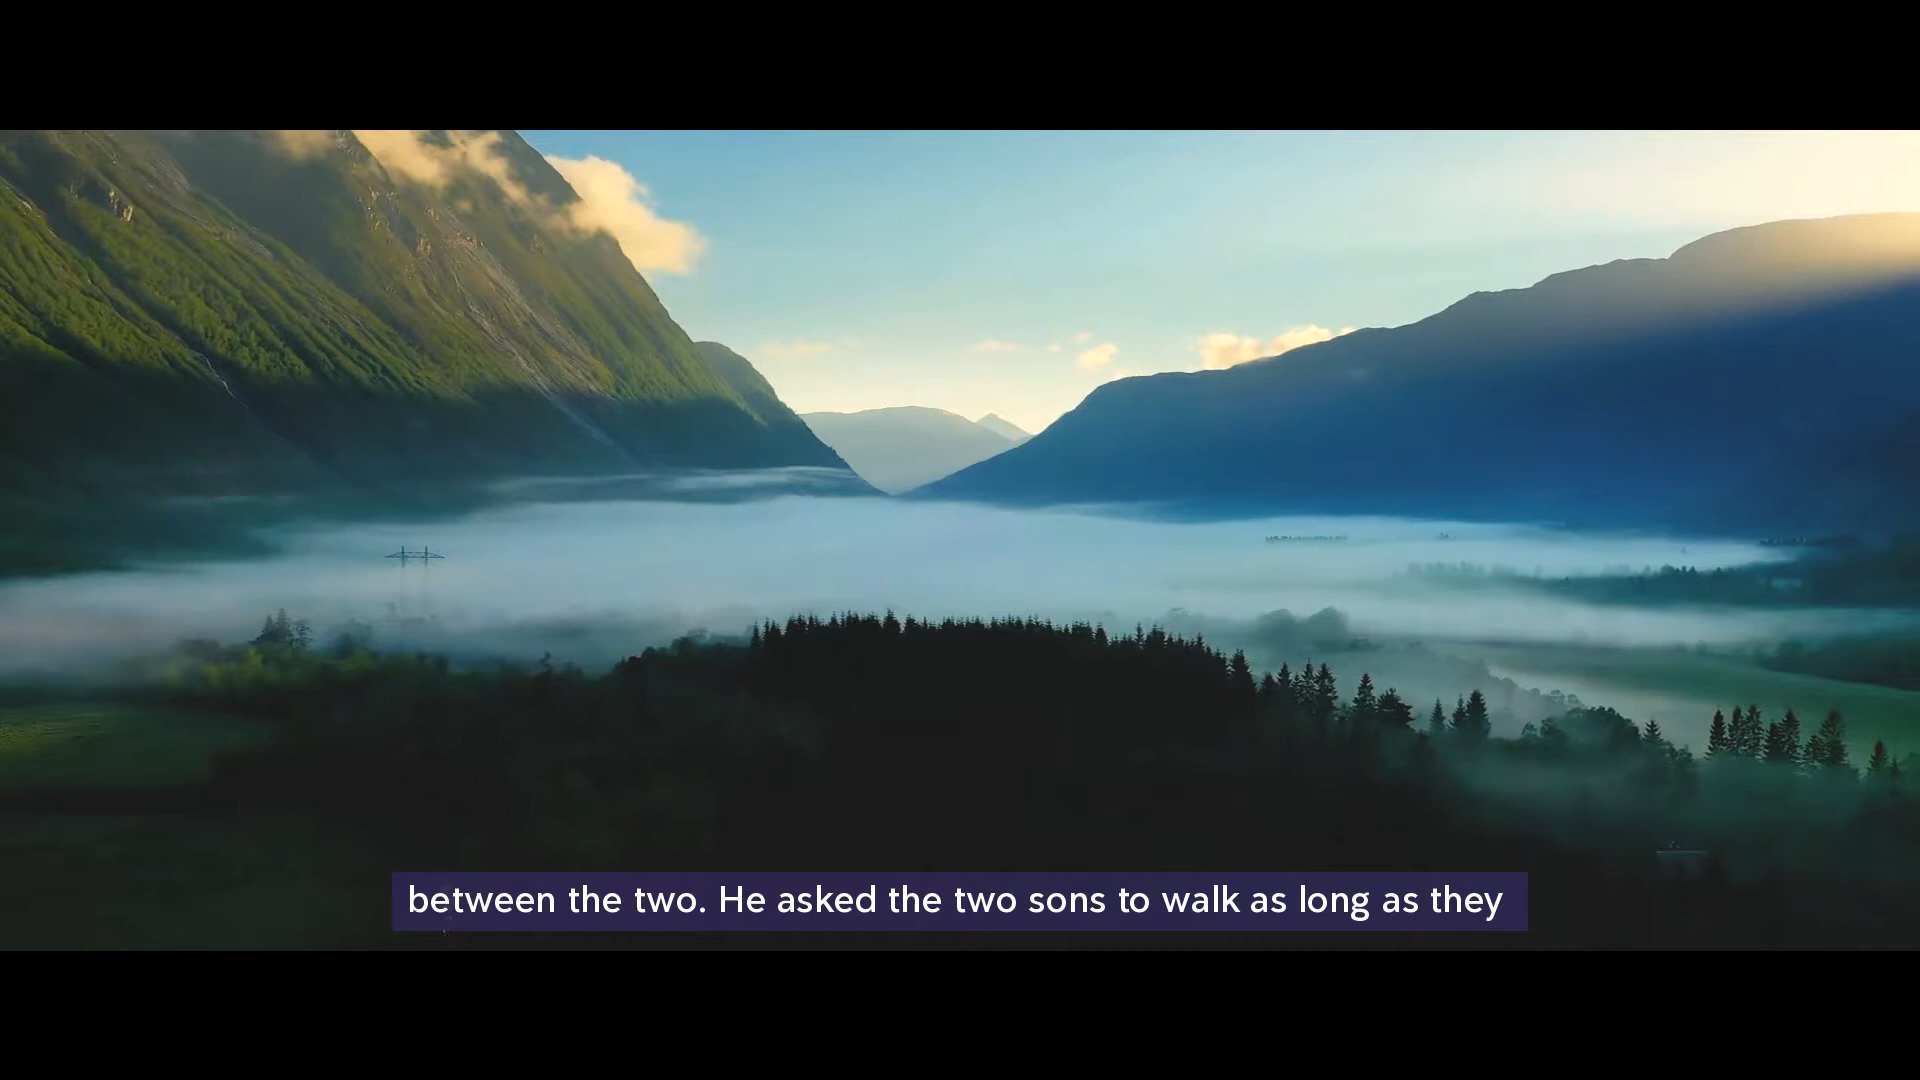 between the two. He asked the two sons to walk as long as they